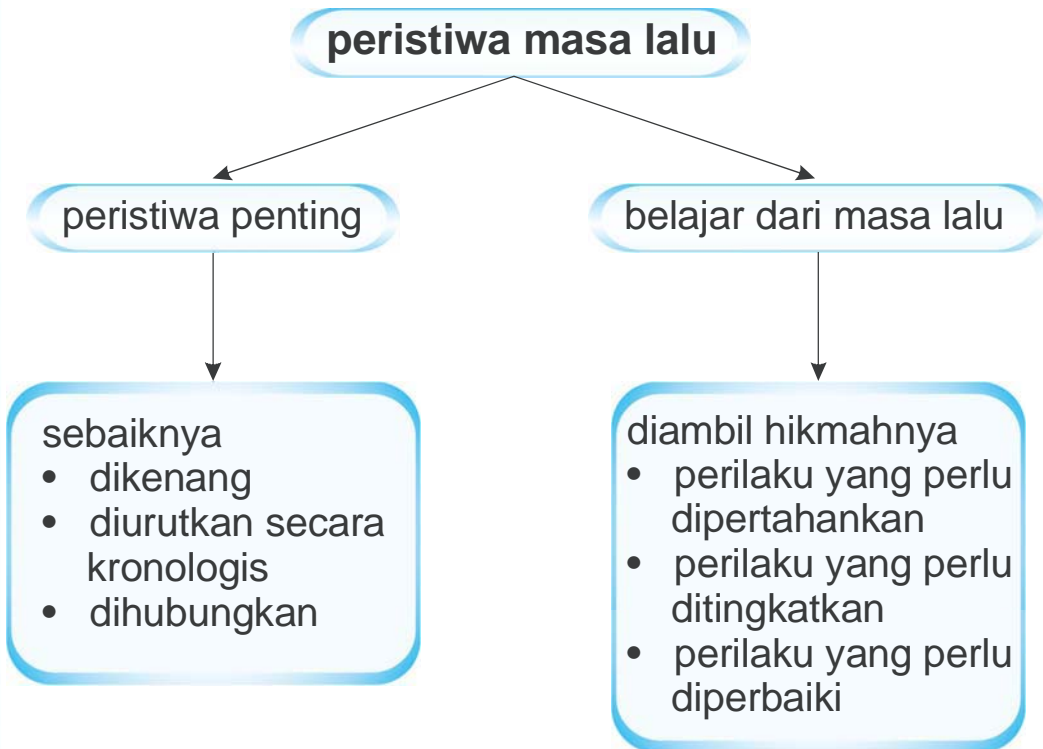 peristiwa masa lalu
peristiwa penting
belajar dari masa lalu
sebaiknya
• dikenang
• diurutkan secara
kronologis
• dihubungkan
diambil hikmahnya
• perilaku yang perlu
dipertahankan
• perilaku yang perlu
ditingkatkan
• perilaku yang perlu
diperbaiki